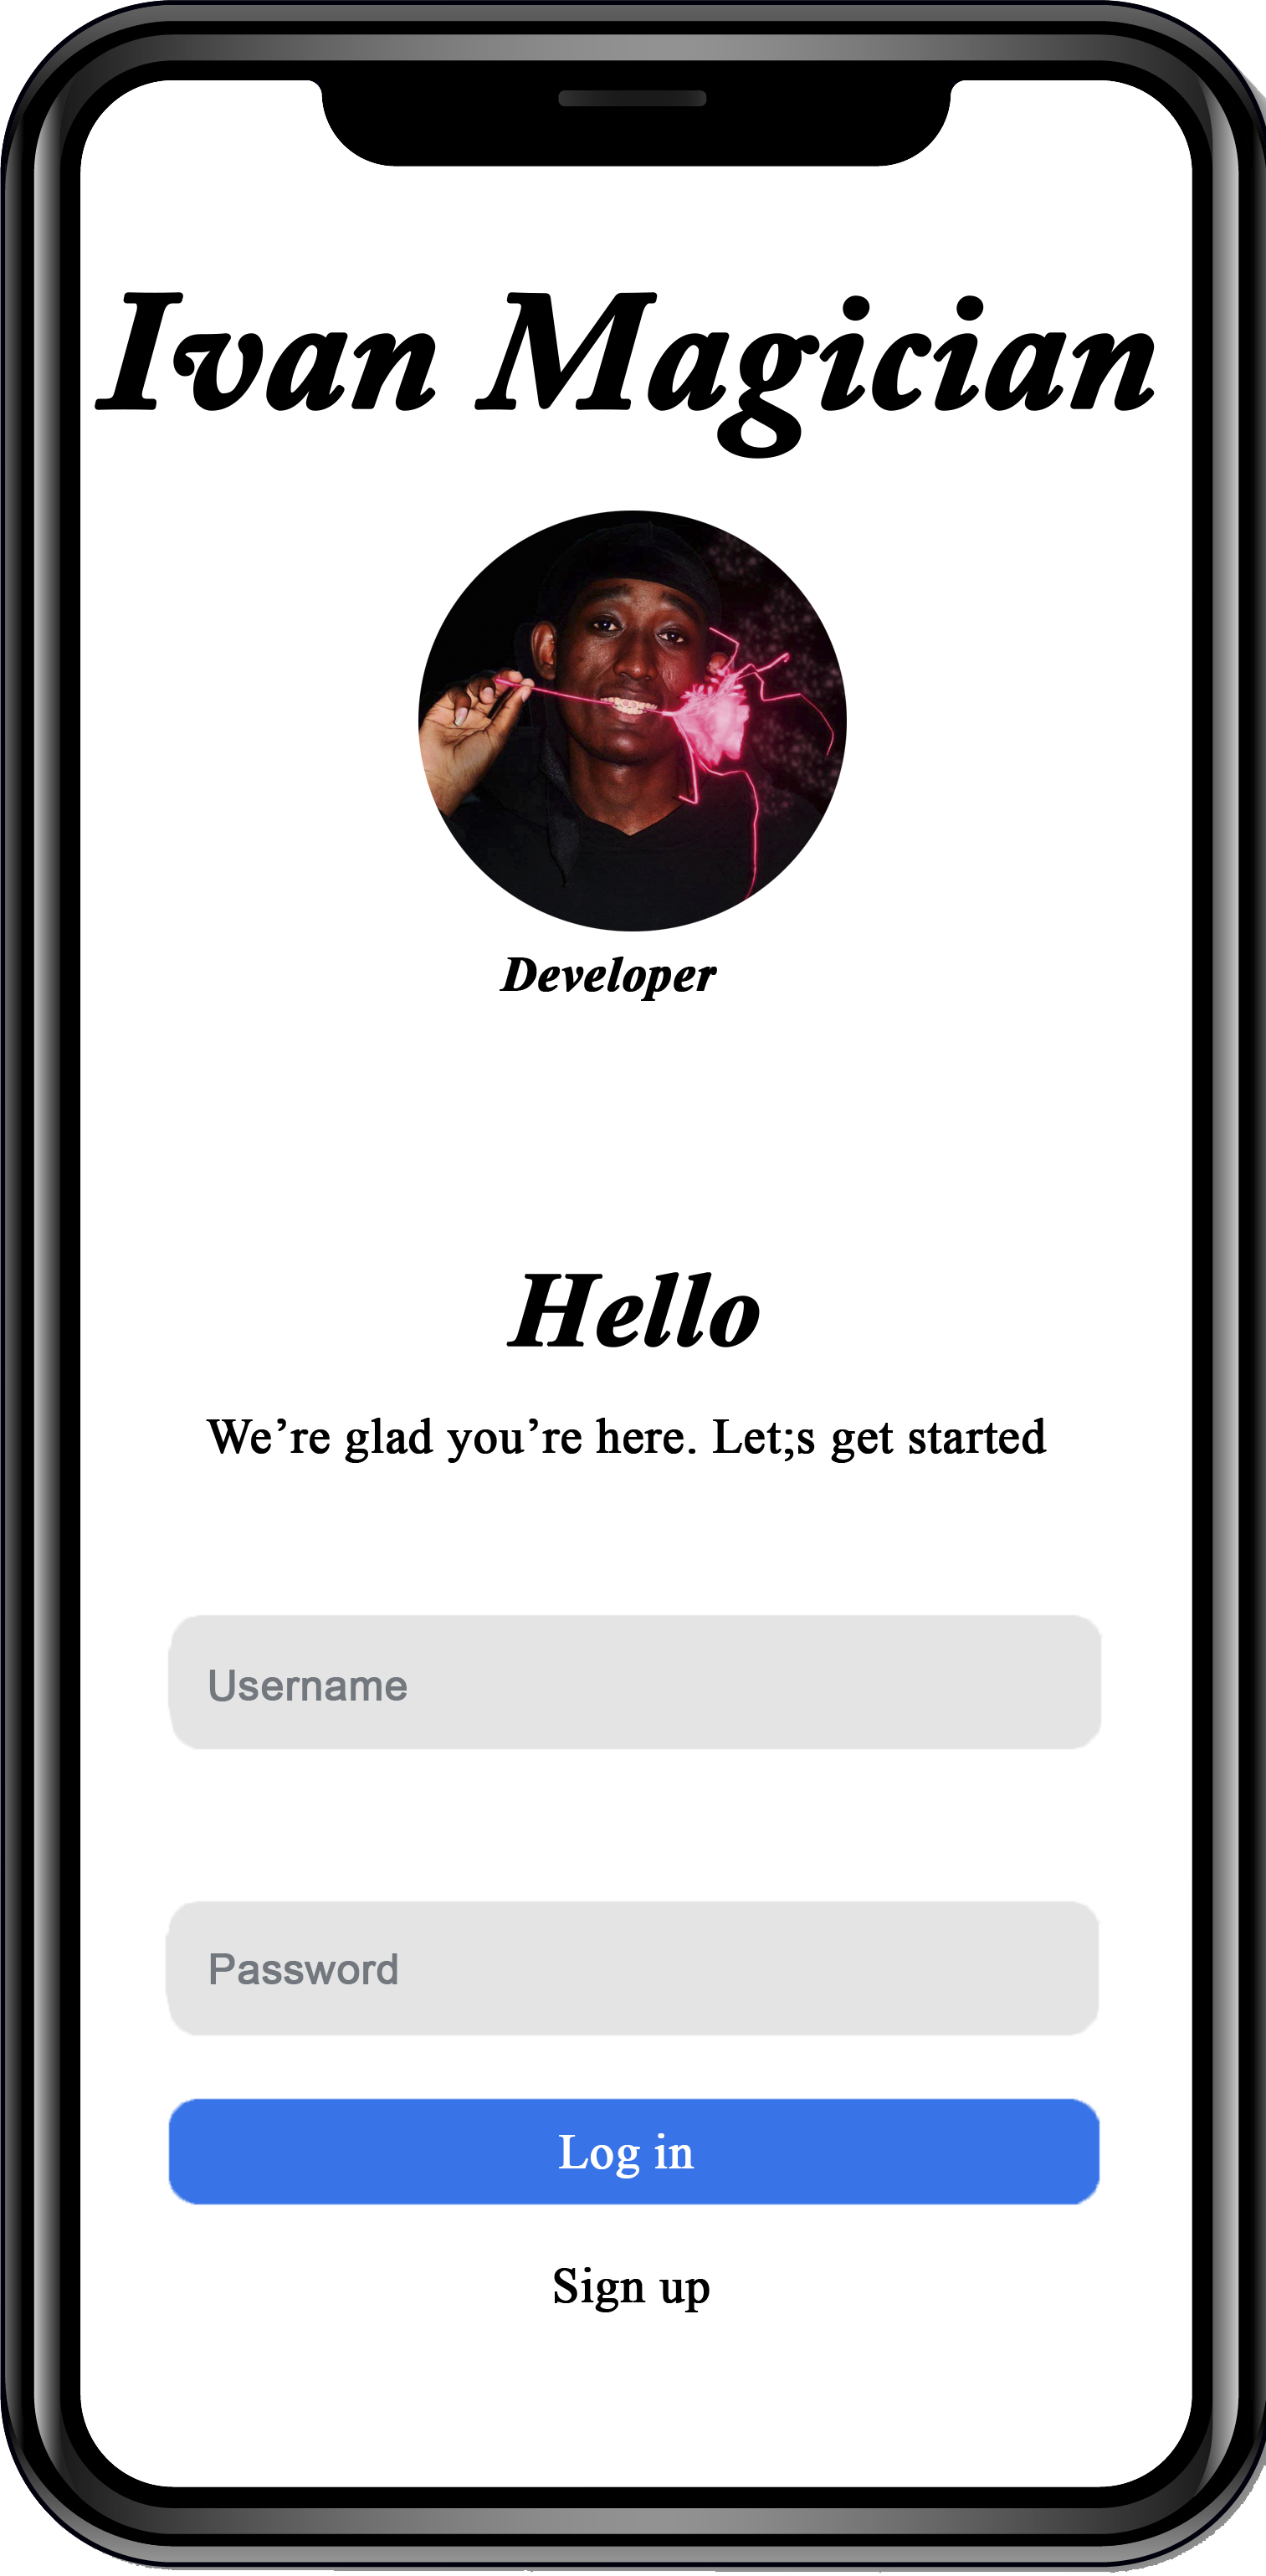 Ivan Magician
Developer
Hello
We’re glad you’re here. Let;s get started
Username
Password
Log in
Sign up